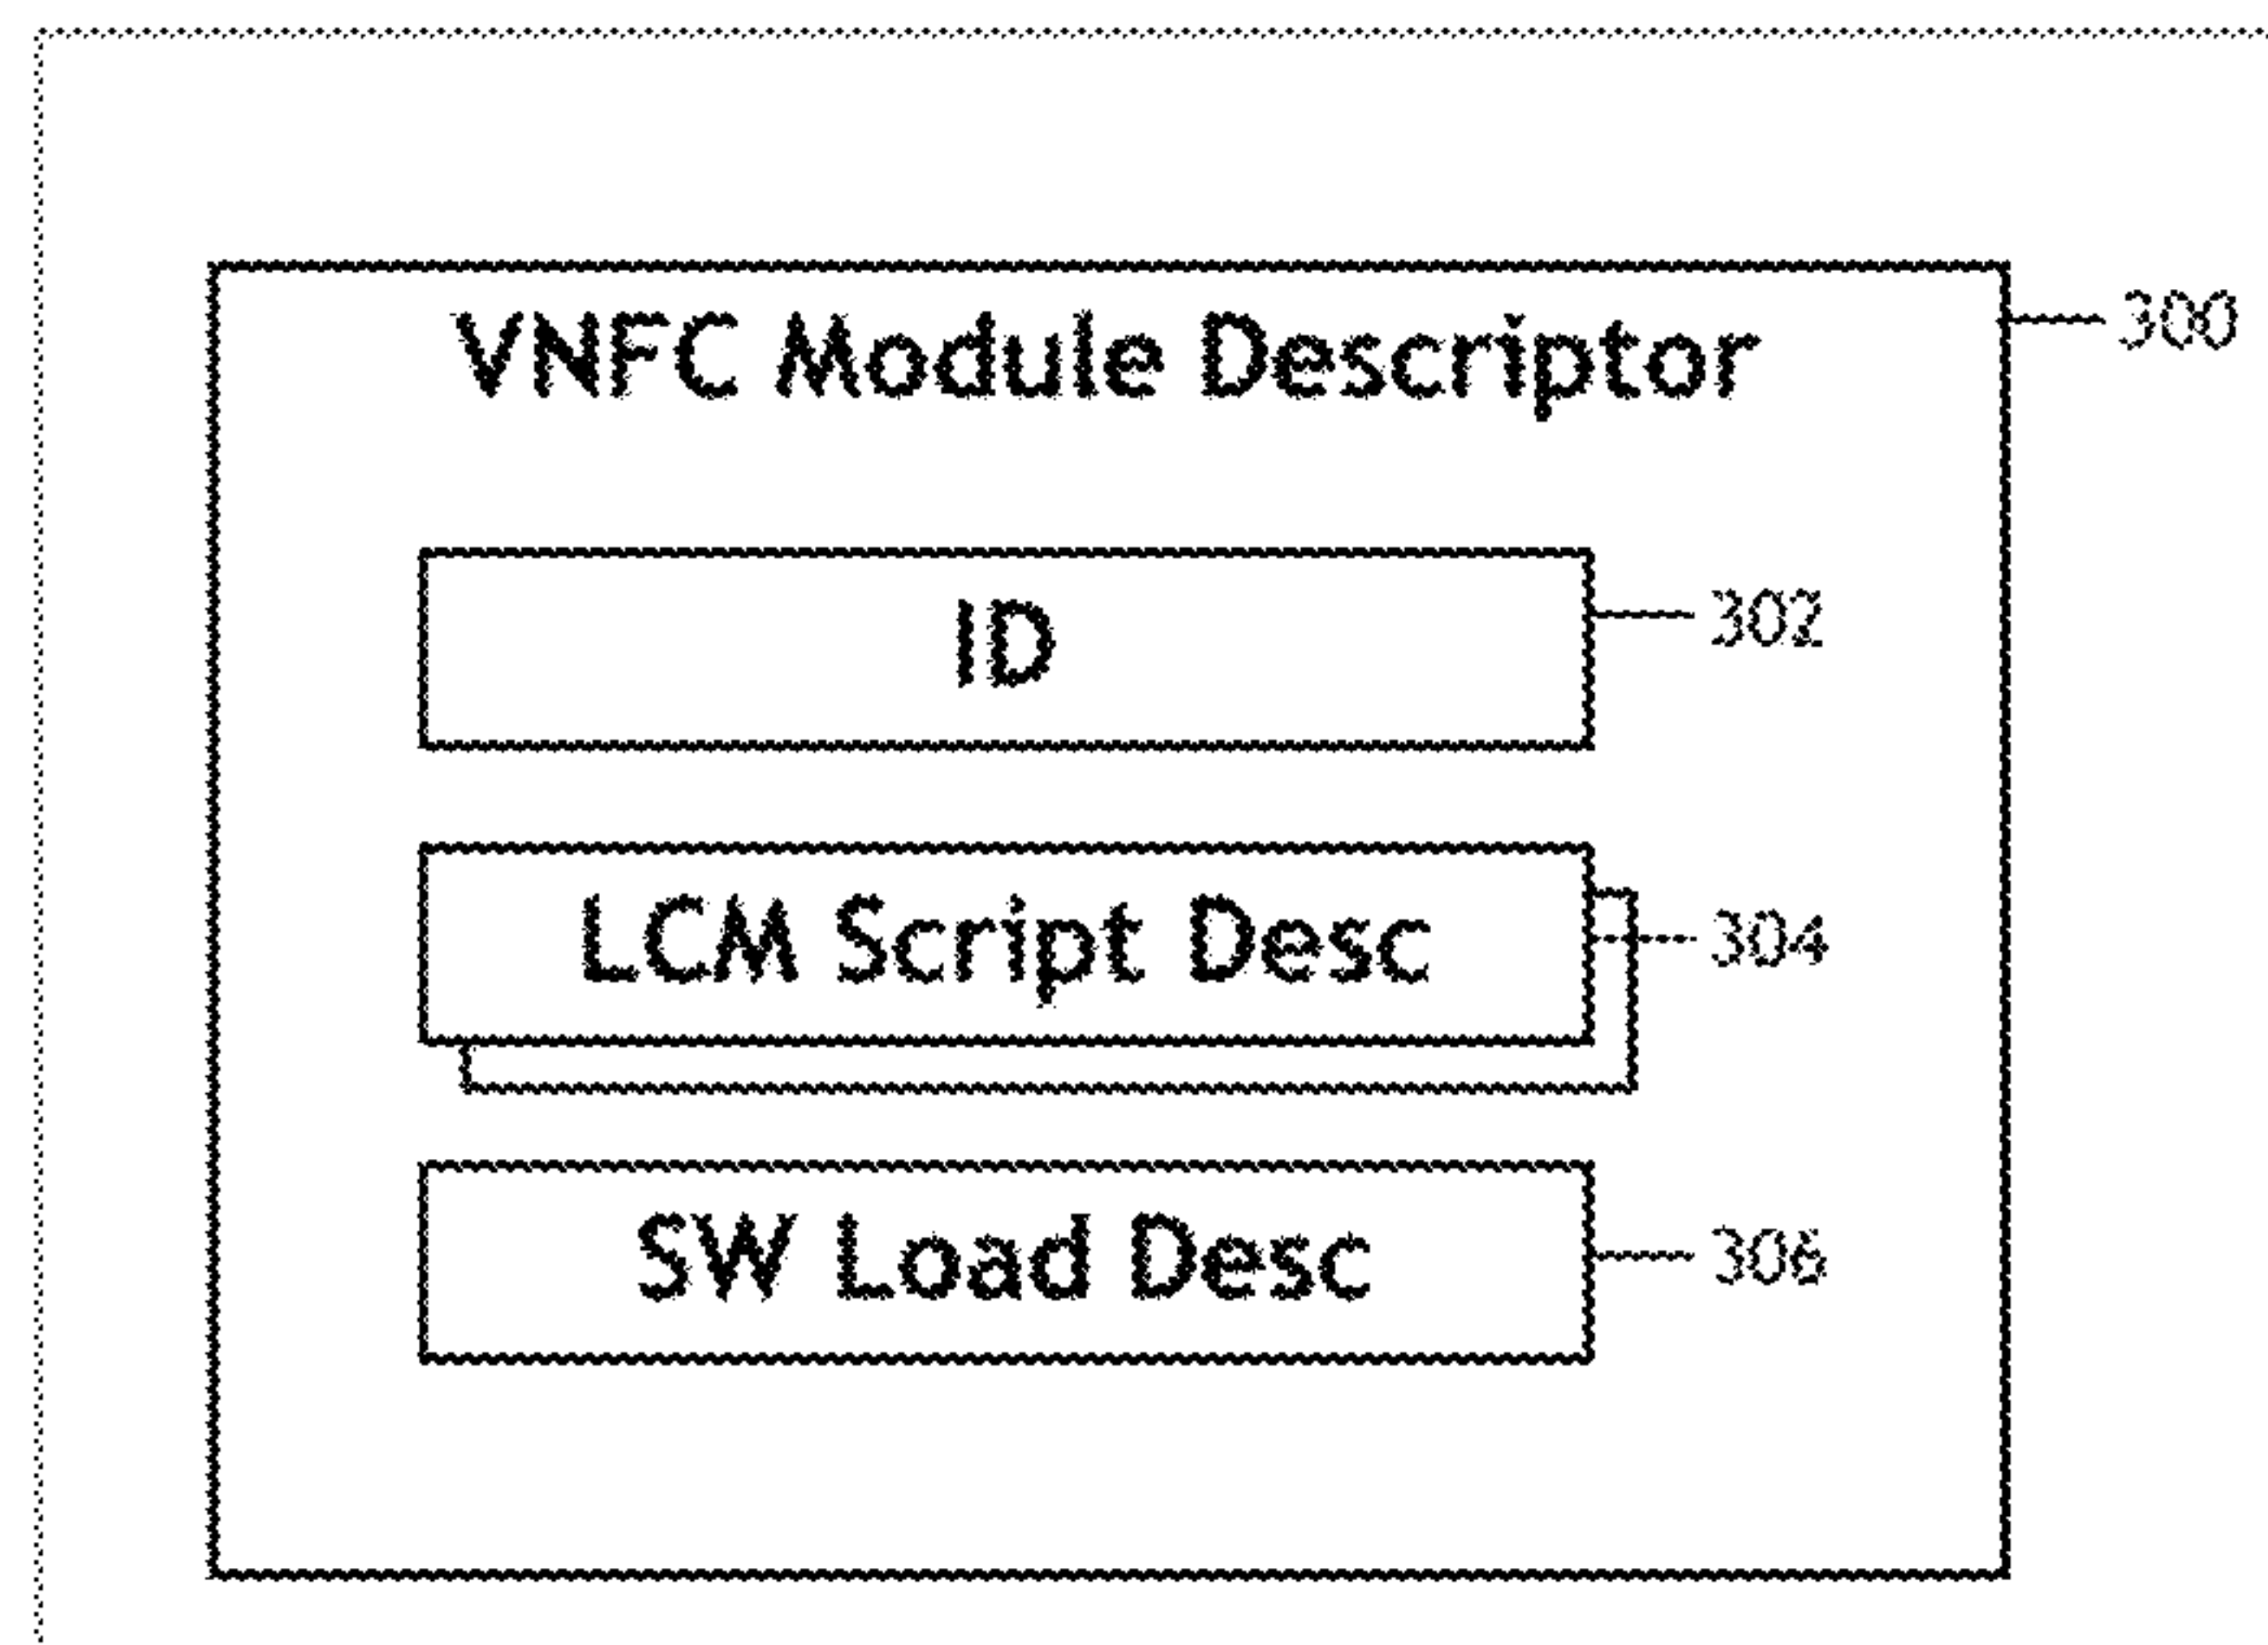 VNFC Module Descriptor
300
ID
302
LCM Script Desc
304
SW Load Desc
306